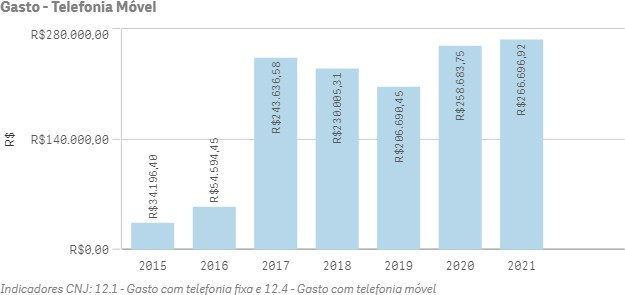 Gasto - Telefonia Móvel
R$280.000,00
R$140.000,00
R$0,00
R$
R$34.196,40
R$54.594,45
R$243.636,58
R$230.005,31
R$206.690,45
R$258.683,75
R$266.696,92
2015 2016 2017 2018 2019 2020 2021
Indicadores CNJ: 12.1 - Gasto com telefonia fixa e 12.4 - Gasto com telefonia móvel